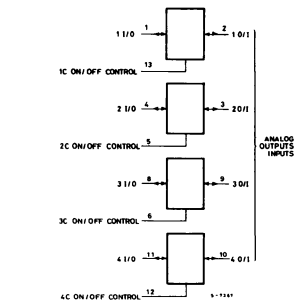 1 I/O 1 2 1 O/I
13
1C ON/OFF CONTROL
2 I/O 4 3 2 O/I
5
2C ON/OFF CONTROL
ANALOG
OUTPUTS
INPUTS
3 I/O 8 9 3 O/I
6
3C ON/OFF CONTROL
4 I/O 11 10 4 O/I
12
4C ON/OFF CONTROL